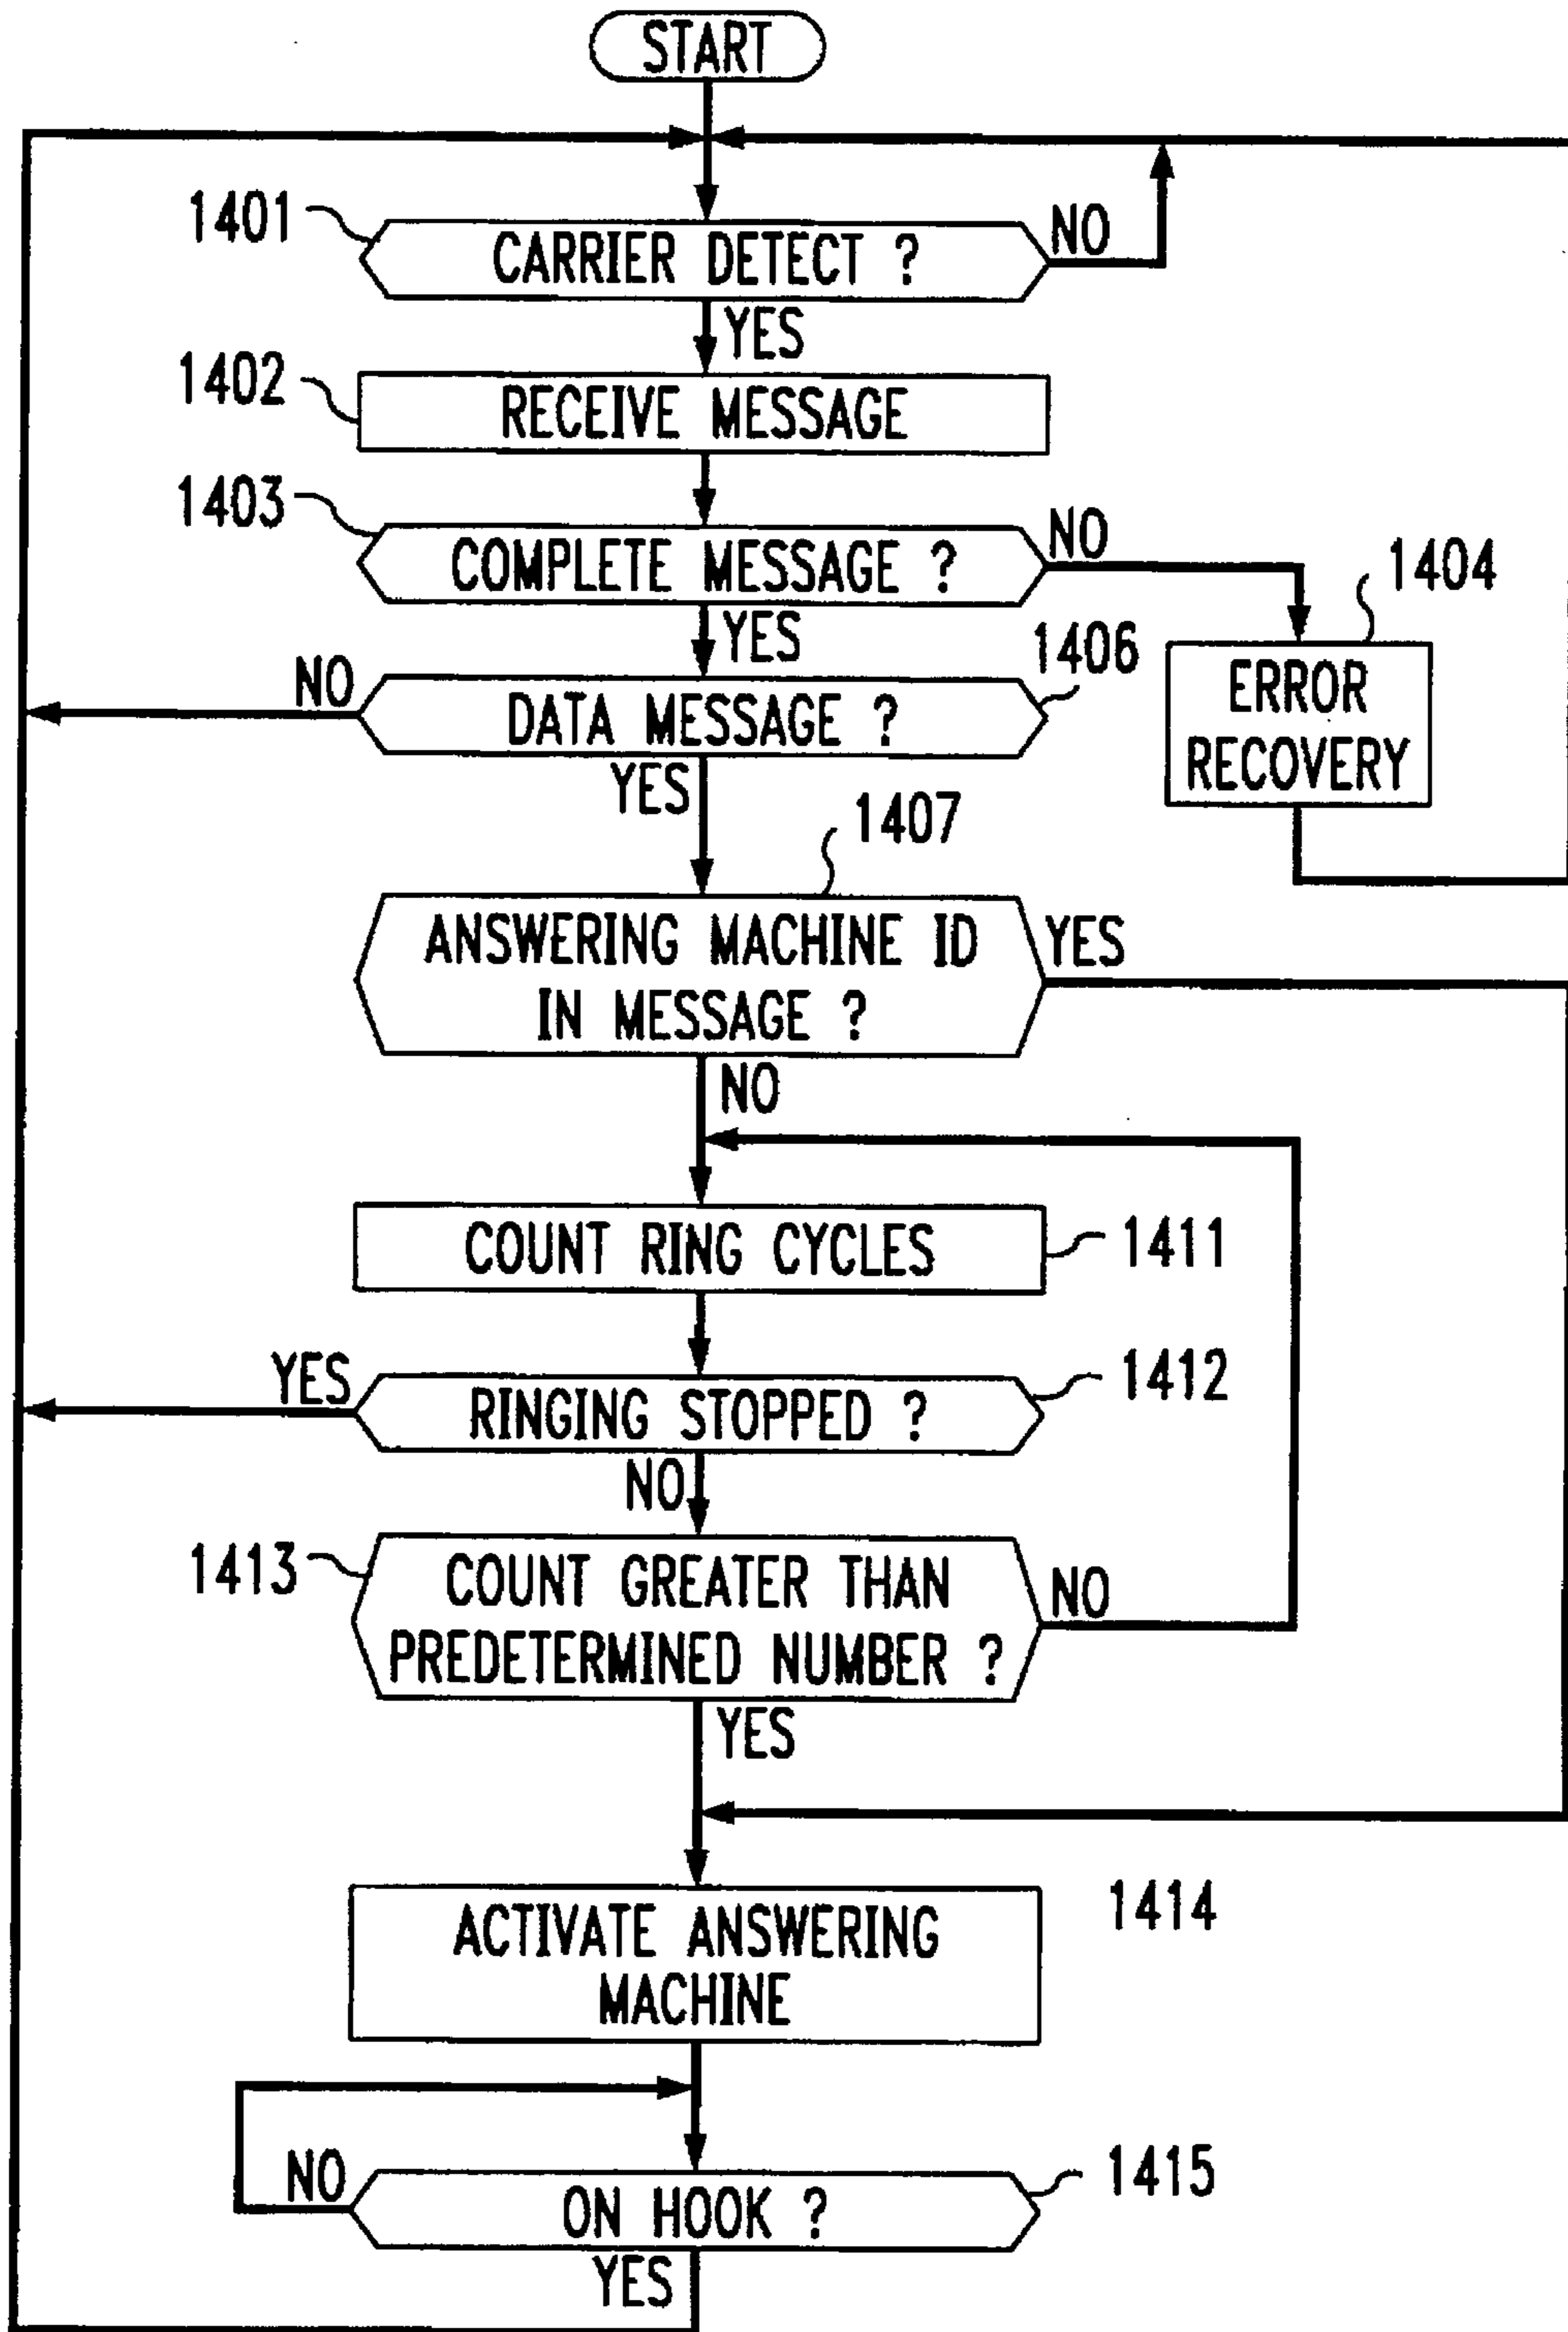 START
1401
CARRIER DETECT ?
NO
YES
1402
RECEIVE MESSAGE
1403
COMPLETE MESSAGE ?
NO
1404
YES
1406
ERROR
RECOVERY
NO
DATA MESSAGE ?
YES
1407
ANSWERING MACHINE ID
IN MESSAGE ?
YES
NO
COUNT RING CYCLES
1411
YES
RINGING STOPPED ?
1412
NO
1413
COUNT GREATER THAN
PREDETERMINED NUMBER ?
NO
YES
ACTIVATE ANSWERING
MACHINE
1414
NO
ON HOOK ?
1415
YES